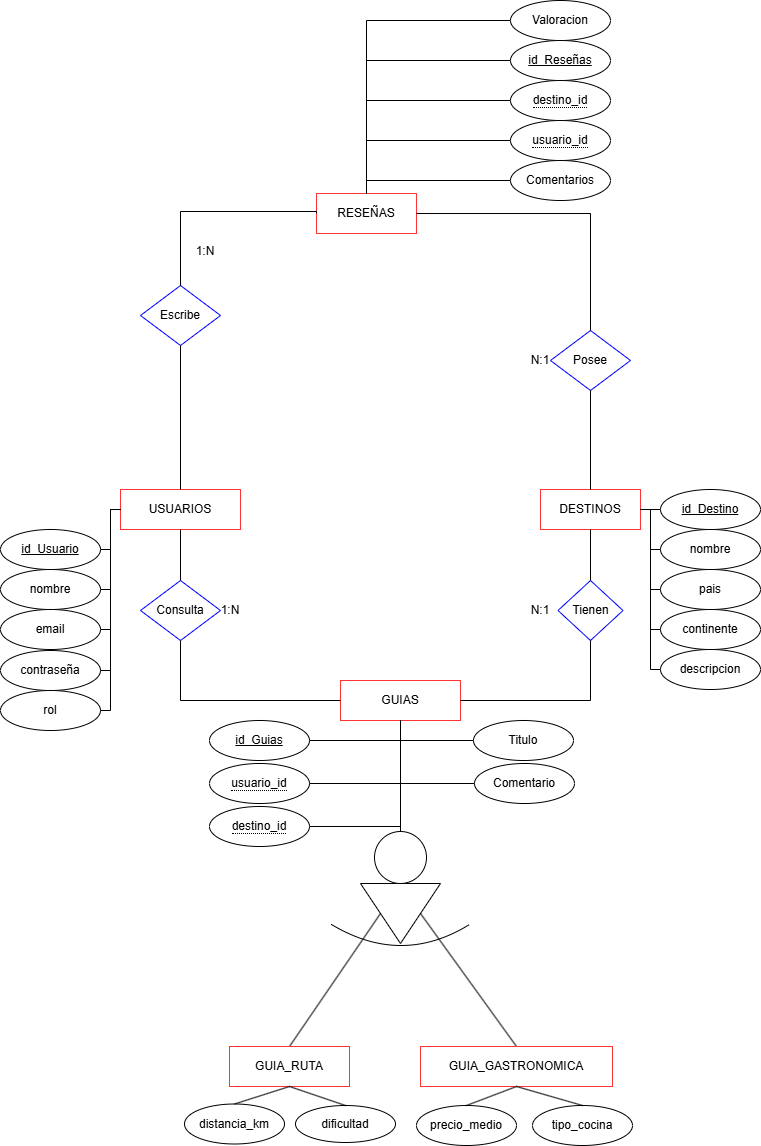 Valoracion
id_Reseñas
destino_id
usuario_id
Comentarios
RESEÑAS
1:N
Escribe
N:1
Posee
USUARIOS
DESTINOS
id_Destino
id_Usuario
nombre
nombre
pais
email
continente
contraseña
descripcion
rol
Consulta
1:N
N:1
Tienen
GUIAS
id_Guias
Titulo
usuario_id
Comentario
destino_id
GUIA_RUTA
GUIA_GASTRONOMICA
distancia_km
dificultad
precio_medio
tipo_cocina